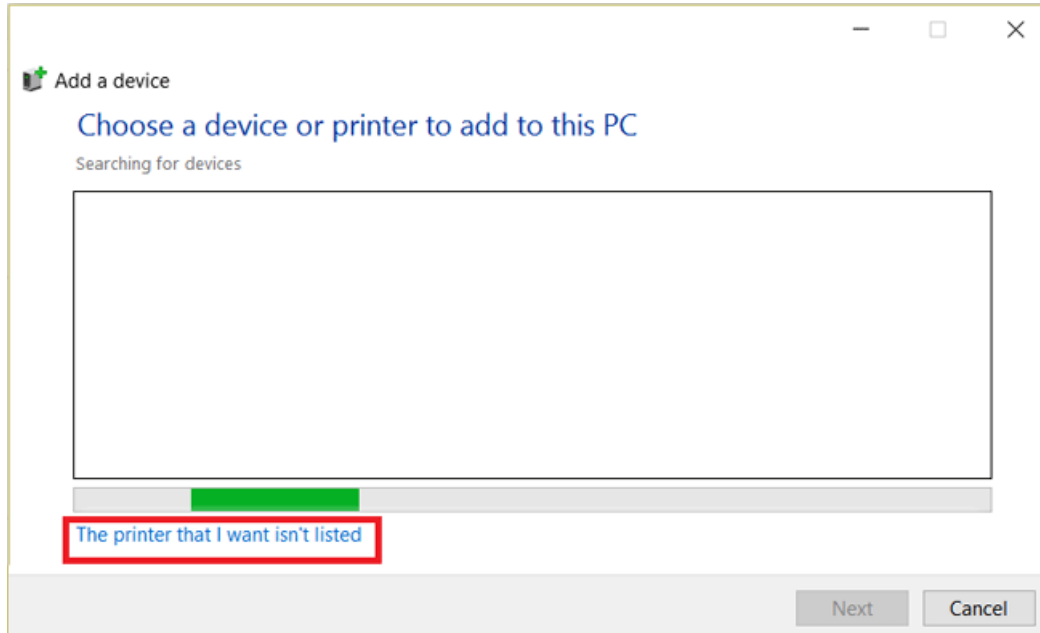 Add a device
Choose a device or printer to add to this PC
Searching for devices
The printer that I want isn't listed
Next
Cancel